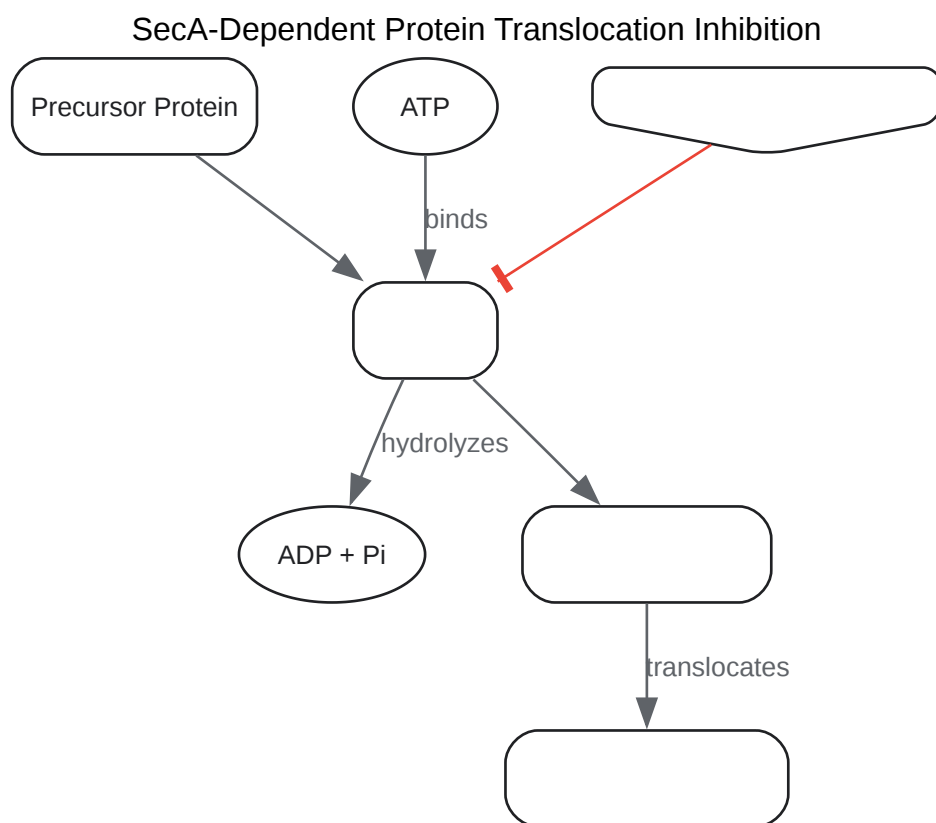 SecA-Dependent Protein Translocation Inhibition
Precursor Protein
ATP
binds
hydrolyzes
ADP + Pi
translocates